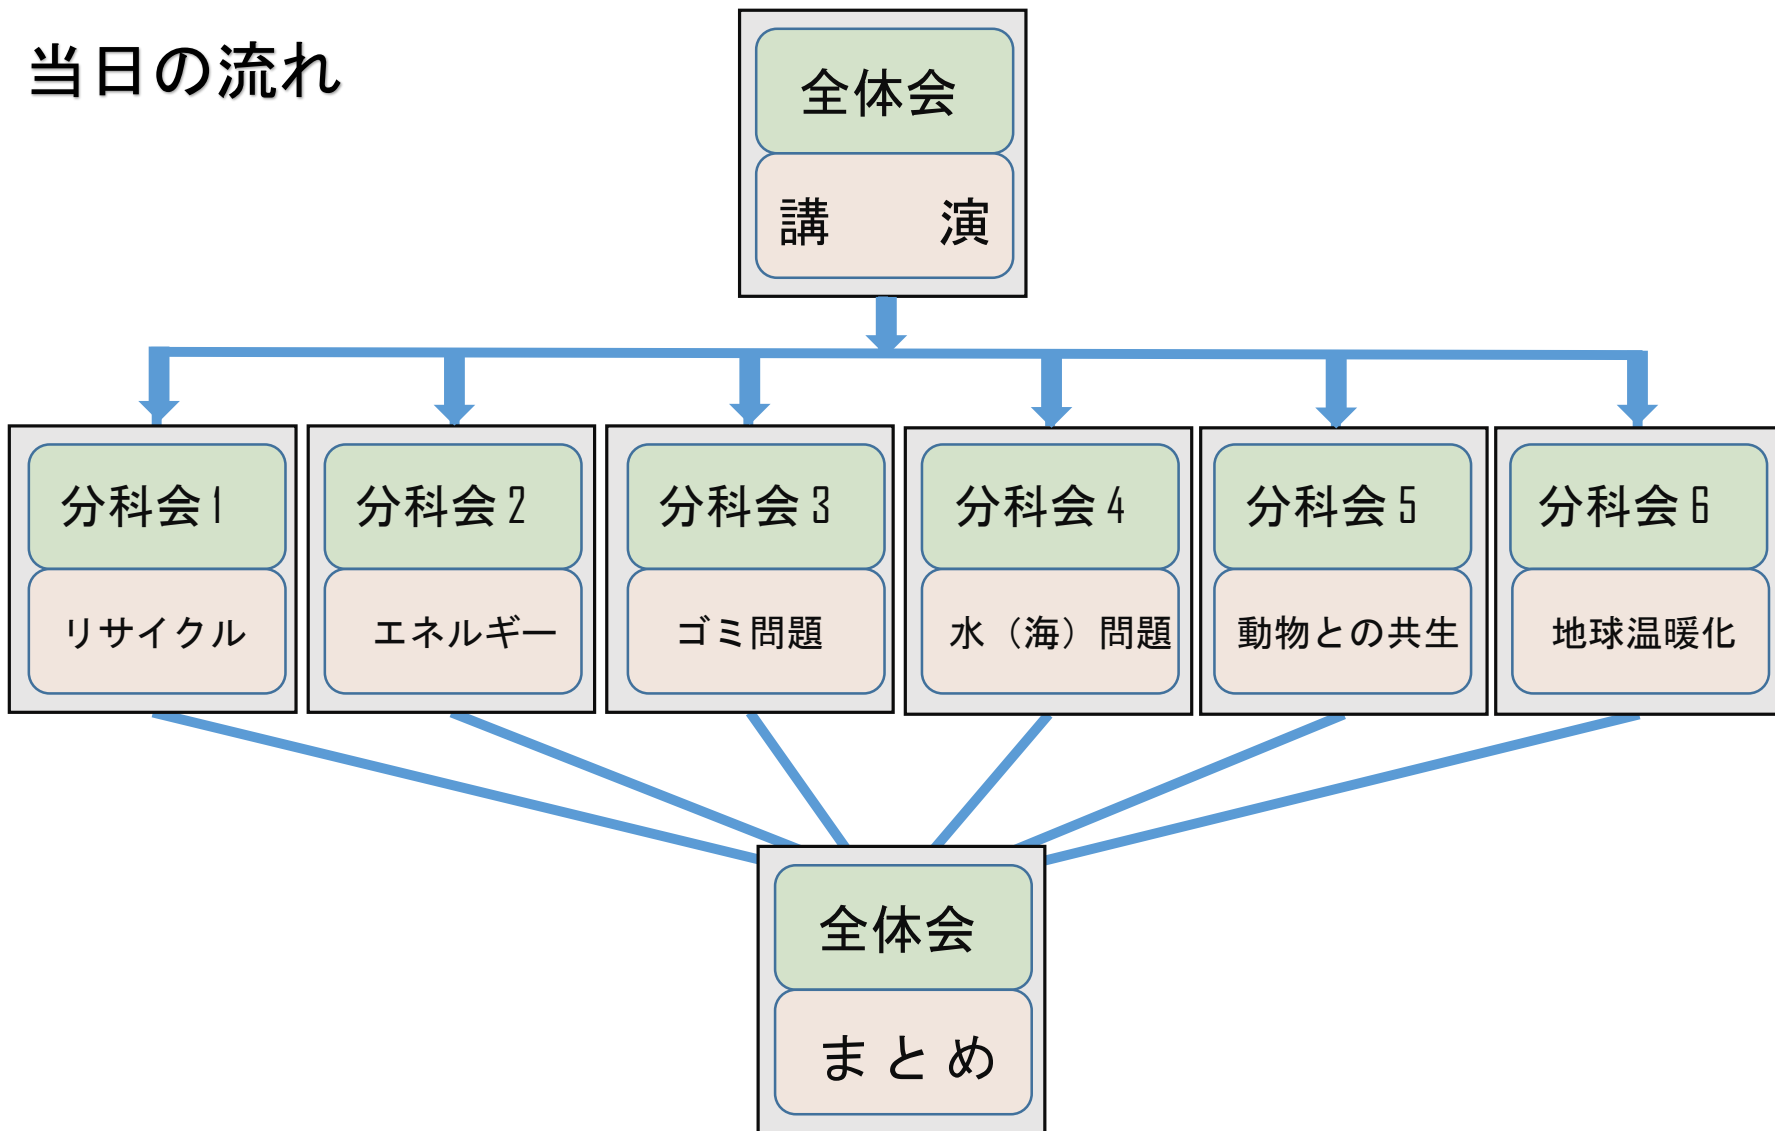 当日の流れ
全体会
講　　演
分科会1
リサイクル
分科会2
エネルギー
分科会3
ゴミ問題
分科会4
水（海）問題
分科会5
動物との共生
分科会6
地球温暖化
全体会
まとめ